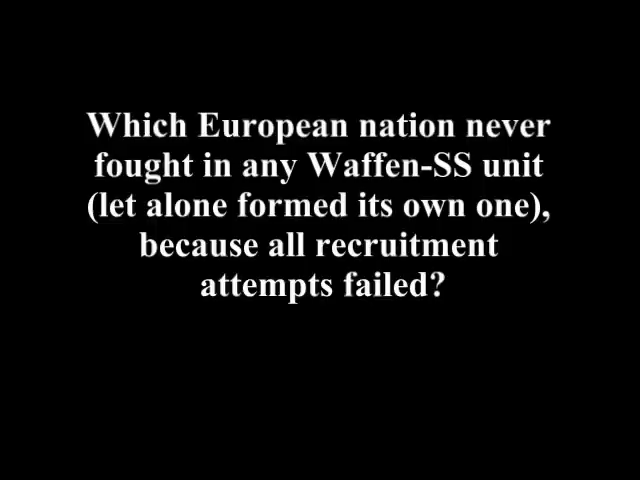 Which European nation never
fought in any Waffen-SS unit
(let alone formed its own one),
because all recruitment
attempts failed?